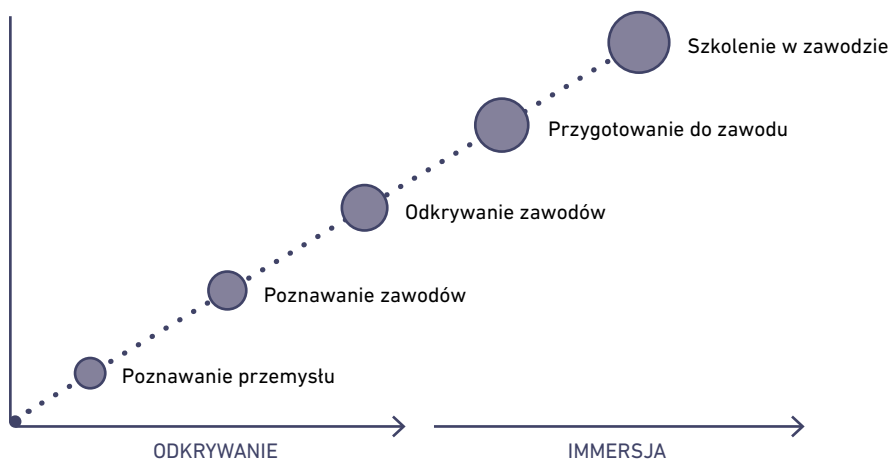 Szkolenie w zawodzie
Przygotowanie do zawodu
Odkrywanie zawodów
Poznawanie zawodów
Poznawanie przemysłu
ODKRYWANIE
IMMERSJA